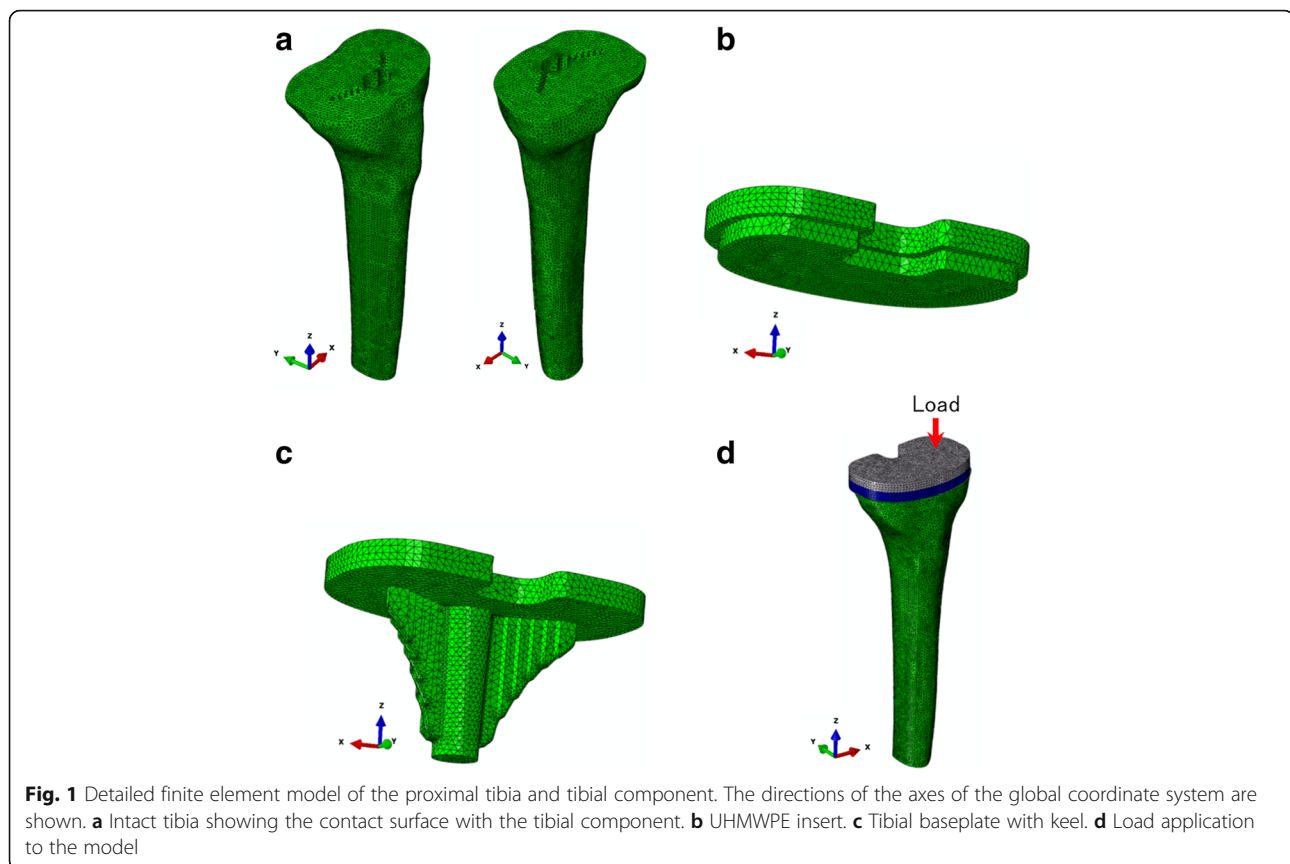 a
b
Z
Y
X
Z
X
Y
Z
X
Y
Load
c
d
Z
X
Y
Z
Y
X
Fig. 1 Detailed finite element model of the proximal tibia and tibial component. The directions of the axes of the global coordinate system are
shown. a Intact tibia showing the contact surface with the tibial component. b UHMWPE insert. c Tibial baseplate with keel. d Load application
to the model